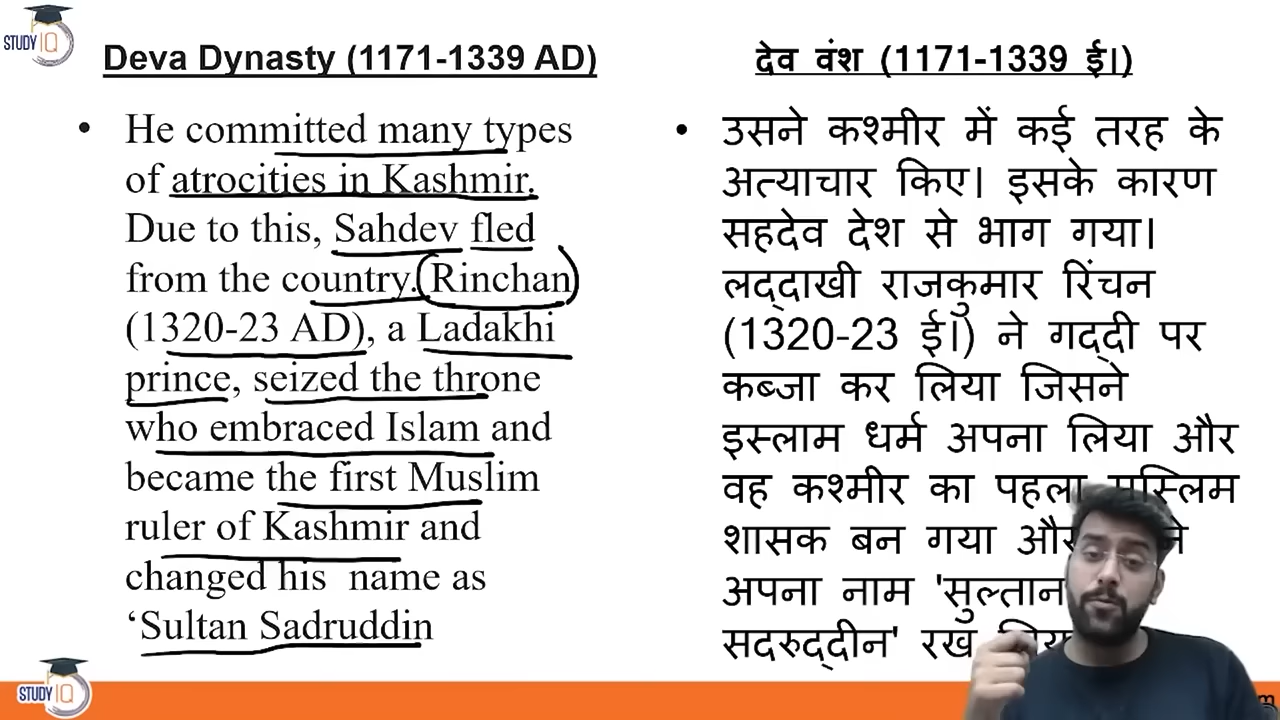 STUDY IQ
Deva Dynasty (1171-1339 AD)
• He committed many types
of atrocities in Kashmir.
Due to this, Sahdev fled
from the country. Rinchan
(1320-23 AD), a Ladakhi
prince, seized the throne
who embraced Islam and
became the first Muslim
ruler of Kashmir and
changed his name as
‘Sultan Sadruddin
देव वंश (1171-1339 ई।)
• उसने कश्मीर में कई तरह के
अत्याचार किए। इसके कारण
सहदेव देश से भाग गया।
लद्दाखी राजकुमार रिंचन
(1320-23 ई।) ने गद्दी पर
कब्जा कर लिया जिसने
इस्लाम धर्म अपना लिया और
वह कश्मीर का पहला मुस्लिम
शासक बन गया
अपना नाम 'सुल्तान
सदरुद्दीन' रख
STUDY IQ